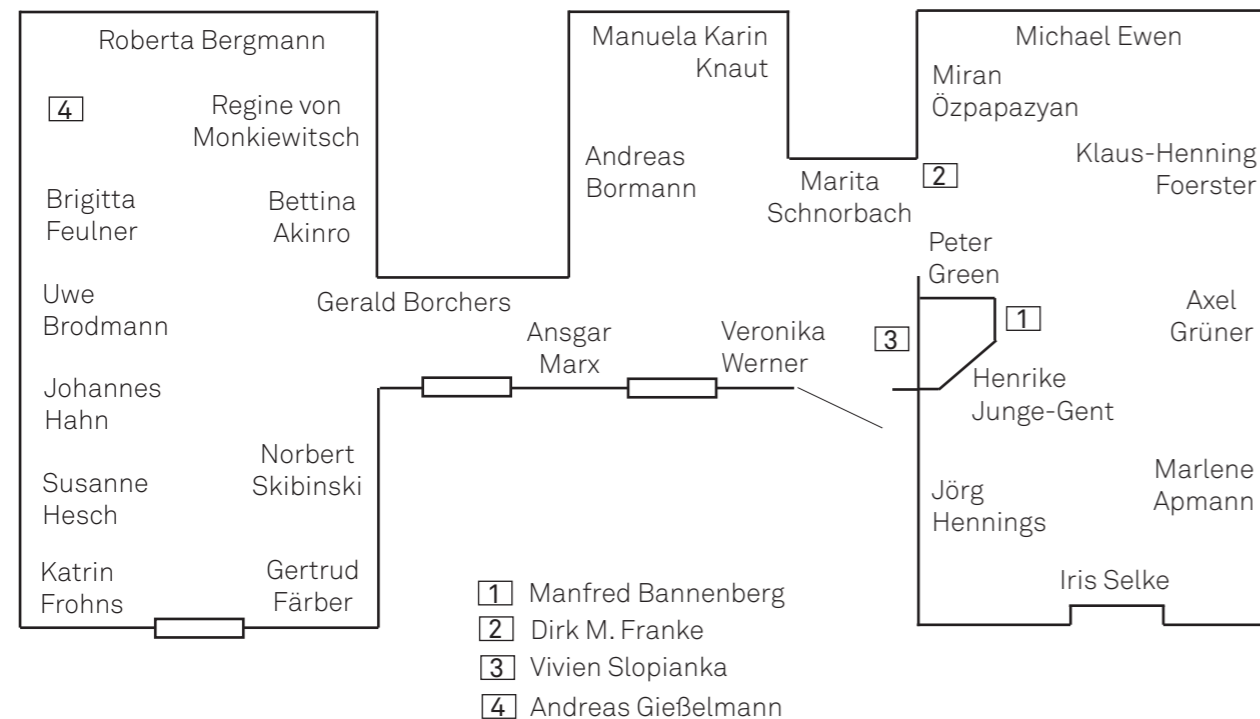 Roberta Bergmann
4
Regine von
Monkiewitsch
Brigitta
Feulner
Bettina
Akinro
Uwe
Brodmann
Gerald Borchers
Johannes
Hahn
Norbert
Skibinski
Susanne
Hesch
Katrin
Frohns
Gertrud
Färber
Manuela Karin
Knaut
Andreas
Bormann
Marita
Schnorbach
Ansgar
Marx
Veronika
Werner
3
Michael Ewen
Miran
Özpapazyan
Klaus-Henning
Foerster
2
Peter
Green
1
Axel
Grüner
Henrike
Junge-Gent
Marlene
Apmann
Jörg
Hennings
Iris Selke
1 Manfred Bannenberg
2 Dirk M. Franke
3 Vivien Slopianka
4 Andreas Gießelmann